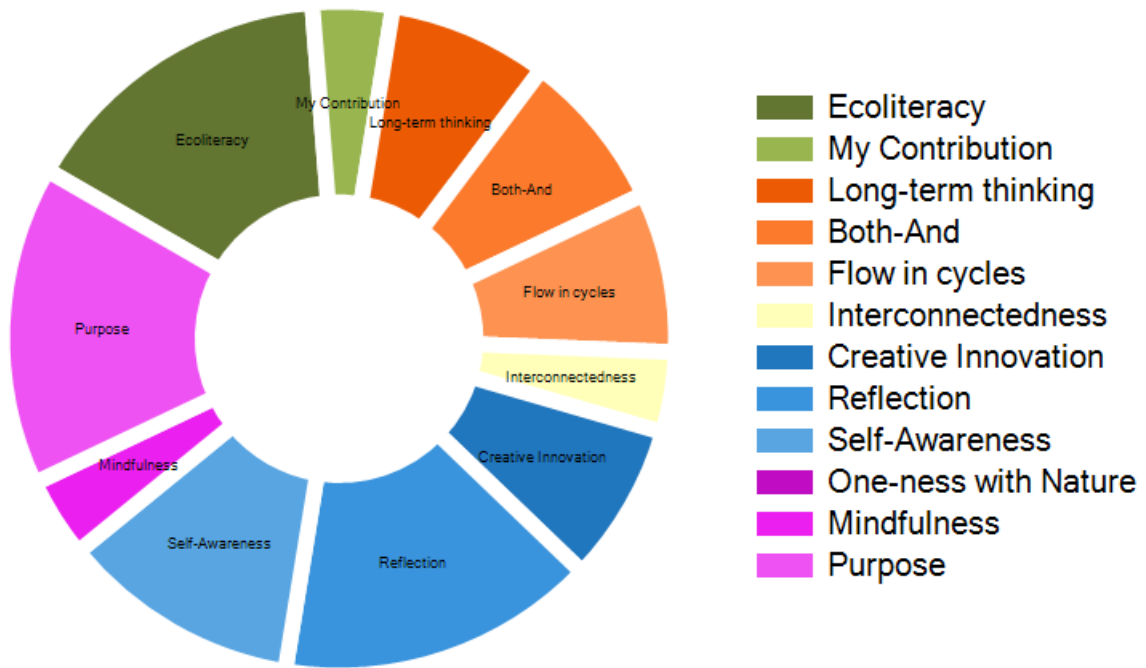 My Contribution
Long-term thinking
Ecoliteracy
Both-And
Flow in cycles
Purpose
Interconnectedness
Mindfulness
Creative Innovation
Self-Awareness
Reflection
Ecoliteracy
My Contribution
Long-term thinking
Both-And
Flow in cycles
Interconnectedness
Creative Innovation
Reflection
Self-Awareness
One-ness with Nature
Mindfulness
Purpose